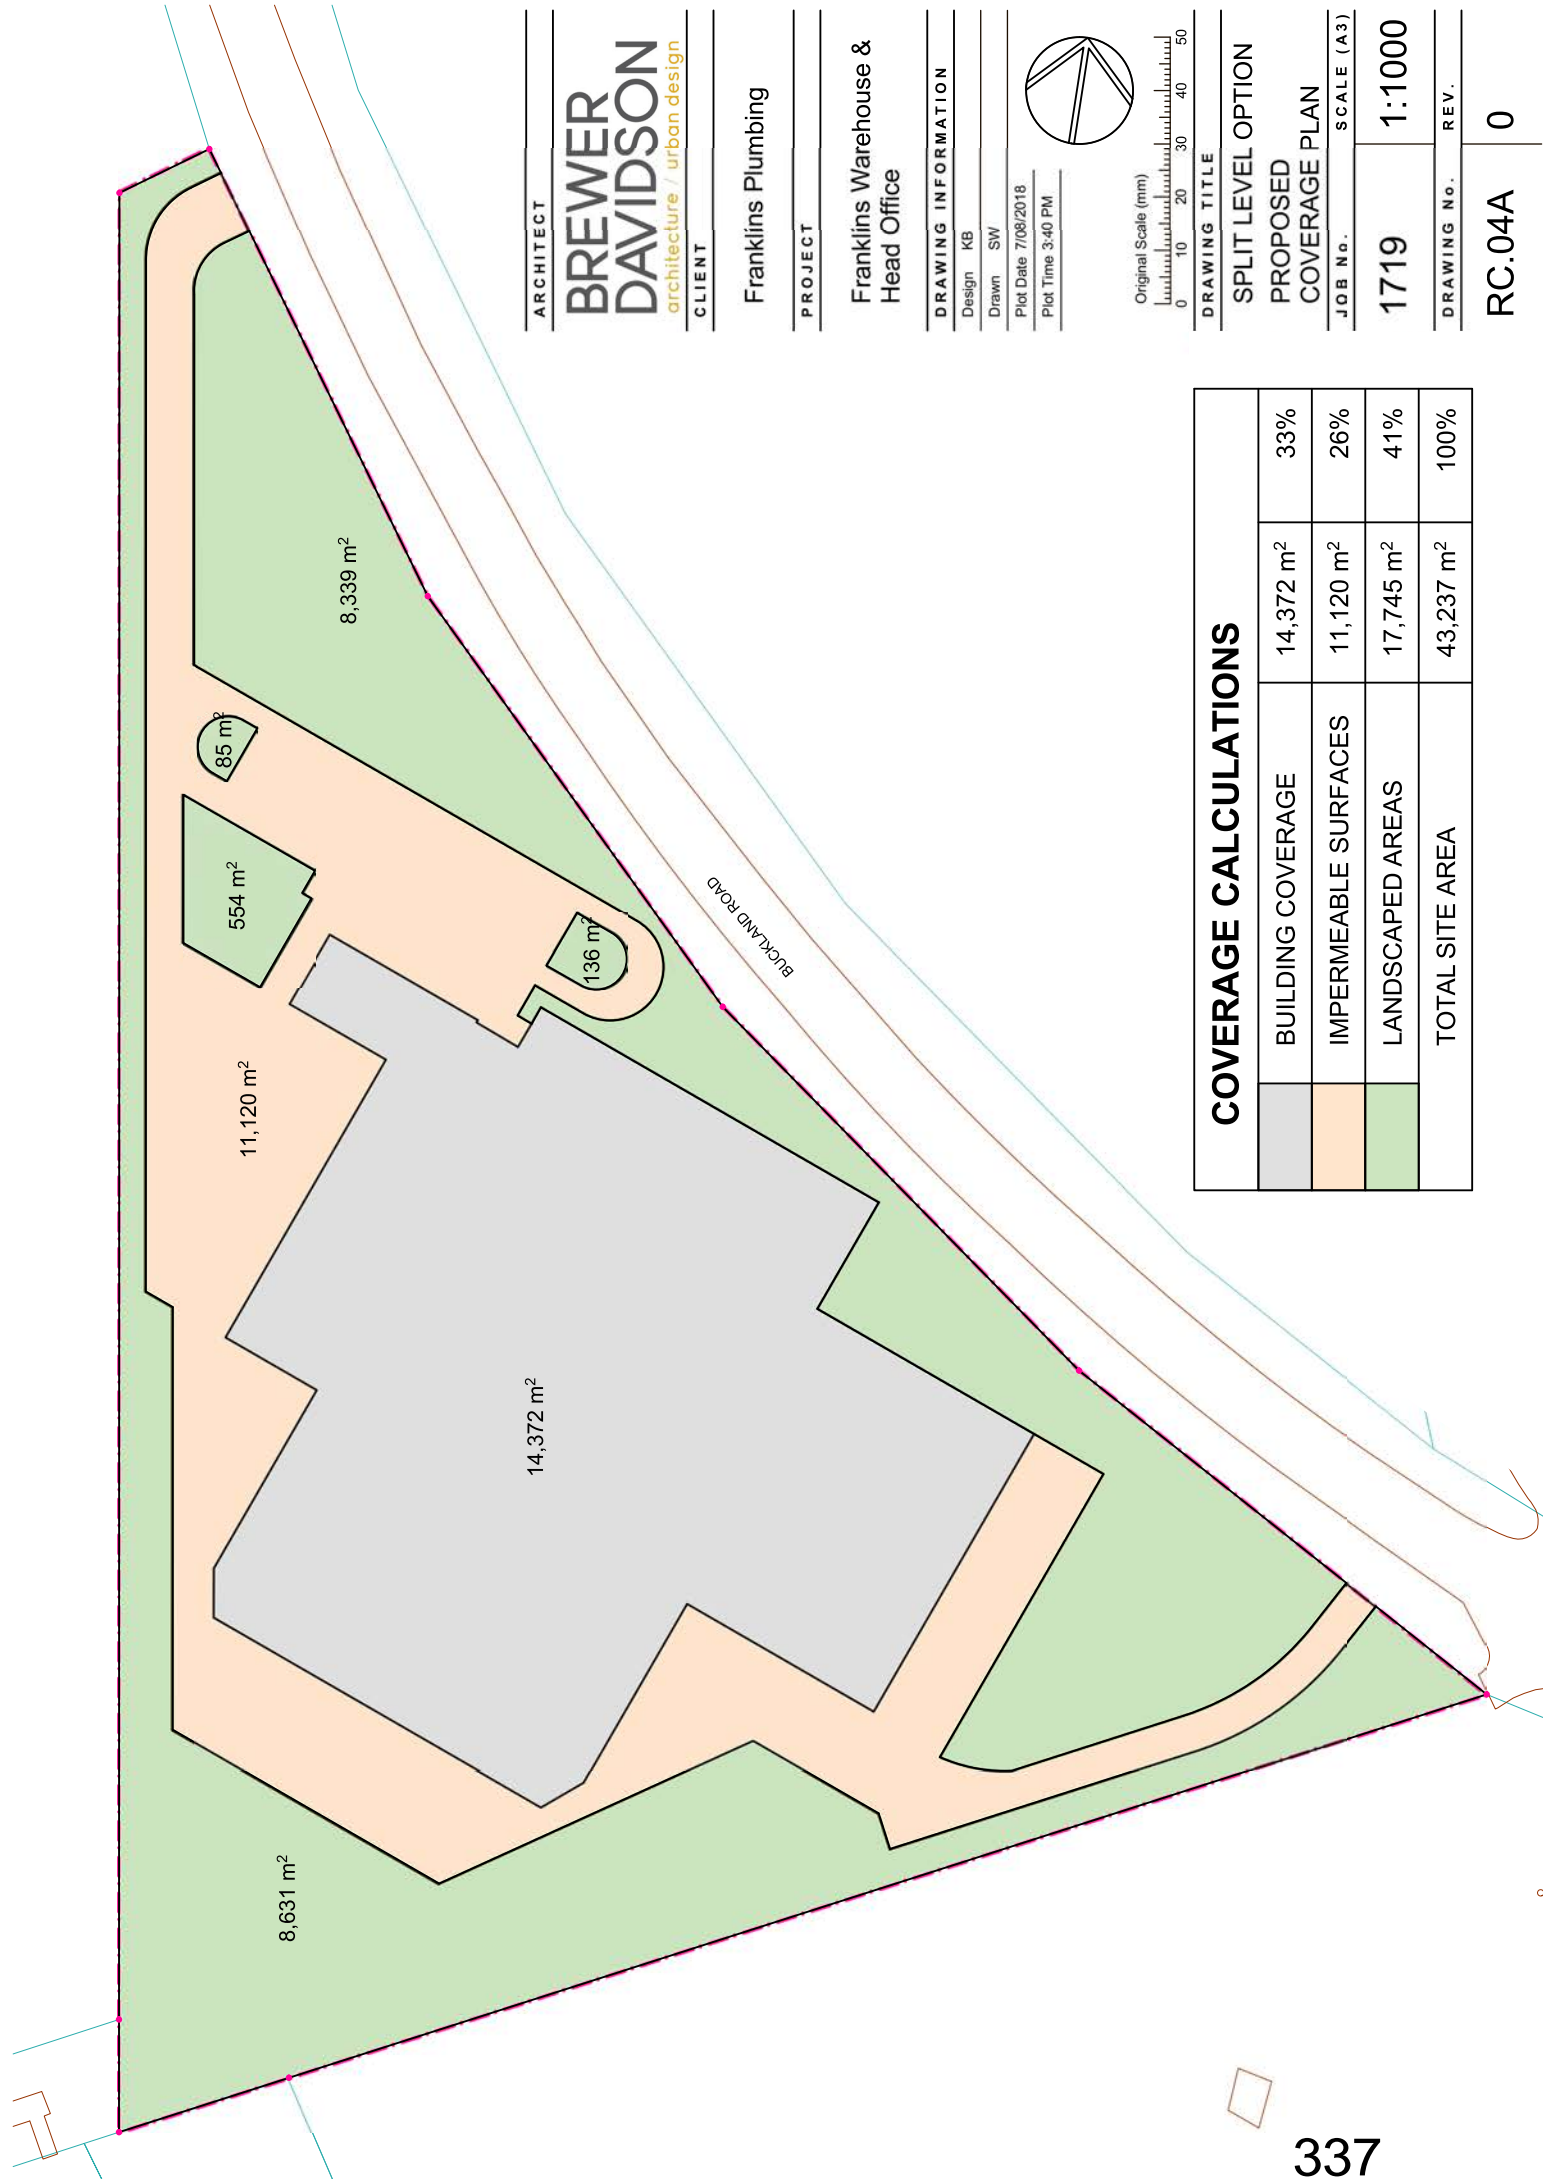 8,631 m²
11,120 m²
554 m²
85 m²
8,339 m²
136 m²
14,372 m²
BUCKLAND ROAD
COVERAGE CALCULATIONS
BUILDING COVERAGE 14,372 m² 33%
IMPERMEABLE SURFACES 11,120 m² 26%
LANDSCAPED AREAS 17,745 m² 41%
TOTAL SITE AREA 43,237 m² 100%
ARCHITECT
BREWER
DAVIDSON
architecture / urban design
CLIENT
Franklins Plumbing
PROJECT
Franklins Warehouse &
Head Office
DRAWING INFORMATION
Design KB
Drawn SW
Plot Date 7/08/2018
Plot Time 3:40 PM
Original Scale (mm)
0 10 20 30 40 50
DRAWING TITLE
SPLIT LEVEL OPTION
PROPOSED
COVERAGE PLAN
JOB No. SCALE (A3)
1719 1:1000
DRAWING No. REV.
RC.04A 0
337